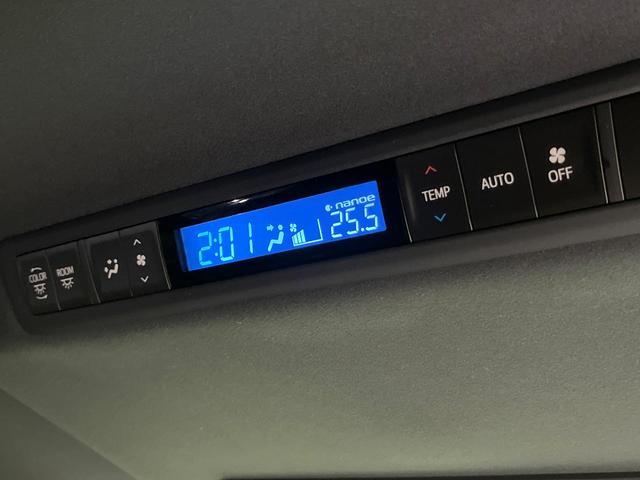 COLOR
ROOM
2:01
nanoe
25.5
TEMP
AUTO
OFF